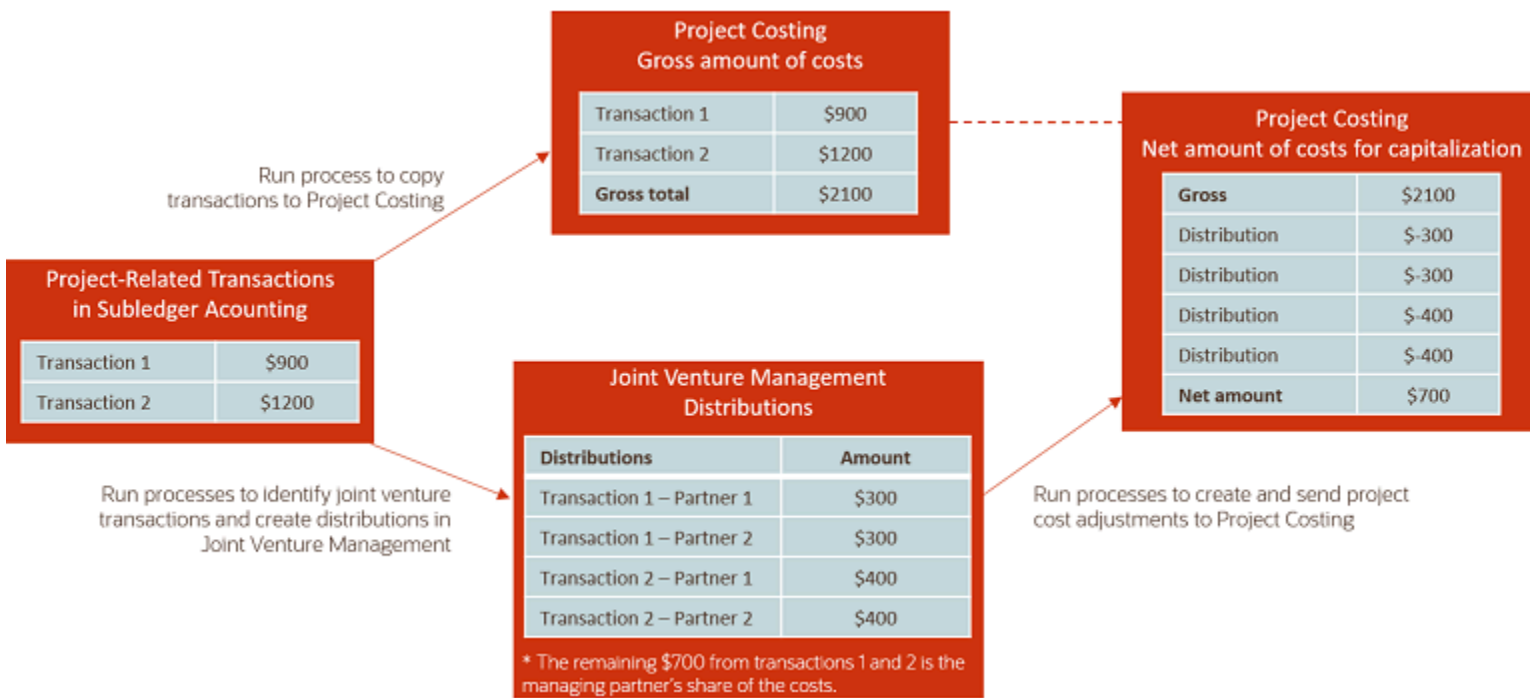 Project Costing
Gross amount of costs
Transaction 1 $900
Transaction 2 $1200
Gross total $2100
Run process to copy
transactions to Project Costing
Project-Related Transactions
in Subledger Acounting
Transaction 1 $900
Transaction 2 $1200
Run processes to identify joint venture
transactions and create distributions in
Joint Venture Management
Joint Venture Management
Distributions
Distributions Amount
Transaction 1 – Partner 1 $300
Transaction 1 – Partner 2 $300
Transaction 2 – Partner 1 $400
Transaction 2 – Partner 2 $400
* The remaining $700 from transactions 1 and 2 is the
managing partner's share of the costs.
Run processes to create and send project
cost adjustments to Project Costing
Project Costing
Net amount of costs for capitalization
Gross $2100
Distribution $-300
Distribution $-300
Distribution $-400
Distribution $-400
Net amount $700